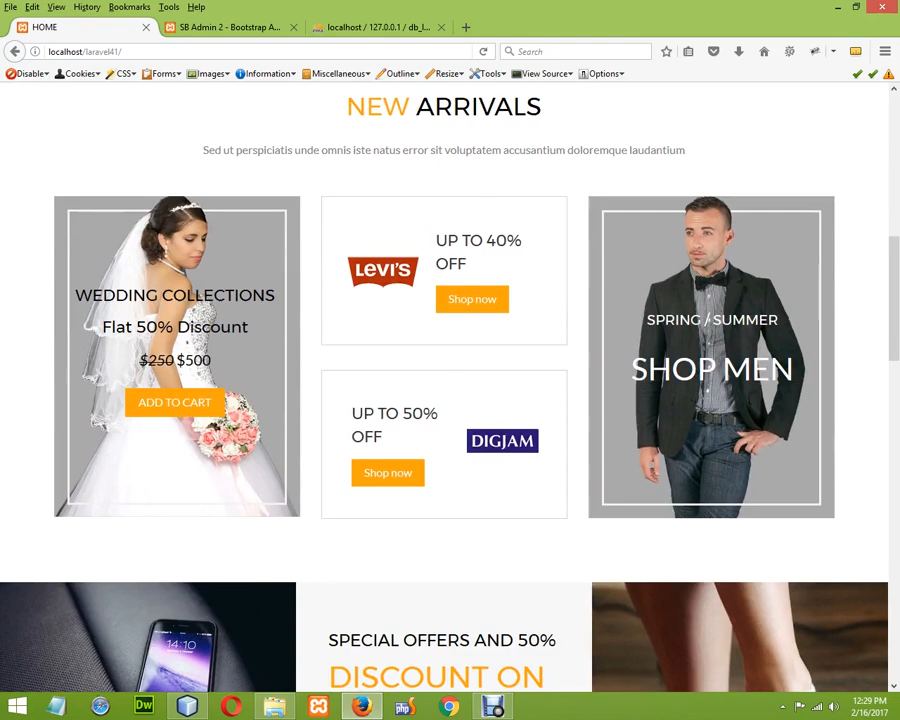 File Edit View History Bookmarks Tools Help
HOME
SB Admin 2 - Bootstrap A...
localhost / 127.0.0.1 / db_l...
localhost/laravel41/
Search
Disable Cookies CSS Forms Images Information Miscellaneous Outline Resize Tools View Source Options
NEW ARRIVALS
Sed ut perspiciatis unde omnis iste natus error sit voluptatem accusantium doloremque laudantium
WEDDING COLLECTIONS
Flat 50% Discount
$250 $500
ADD TO CART
LEVI'S
UP TO 40%
OFF
Shop now
UP TO 50%
OFF
Shop now
DIGJAM
SPRING / SUMMER
SHOP MEN
14:10
SPECIAL OFFERS AND 50%
DISCOUNT ON
Dw
php
12:29 PM
2/16/2017